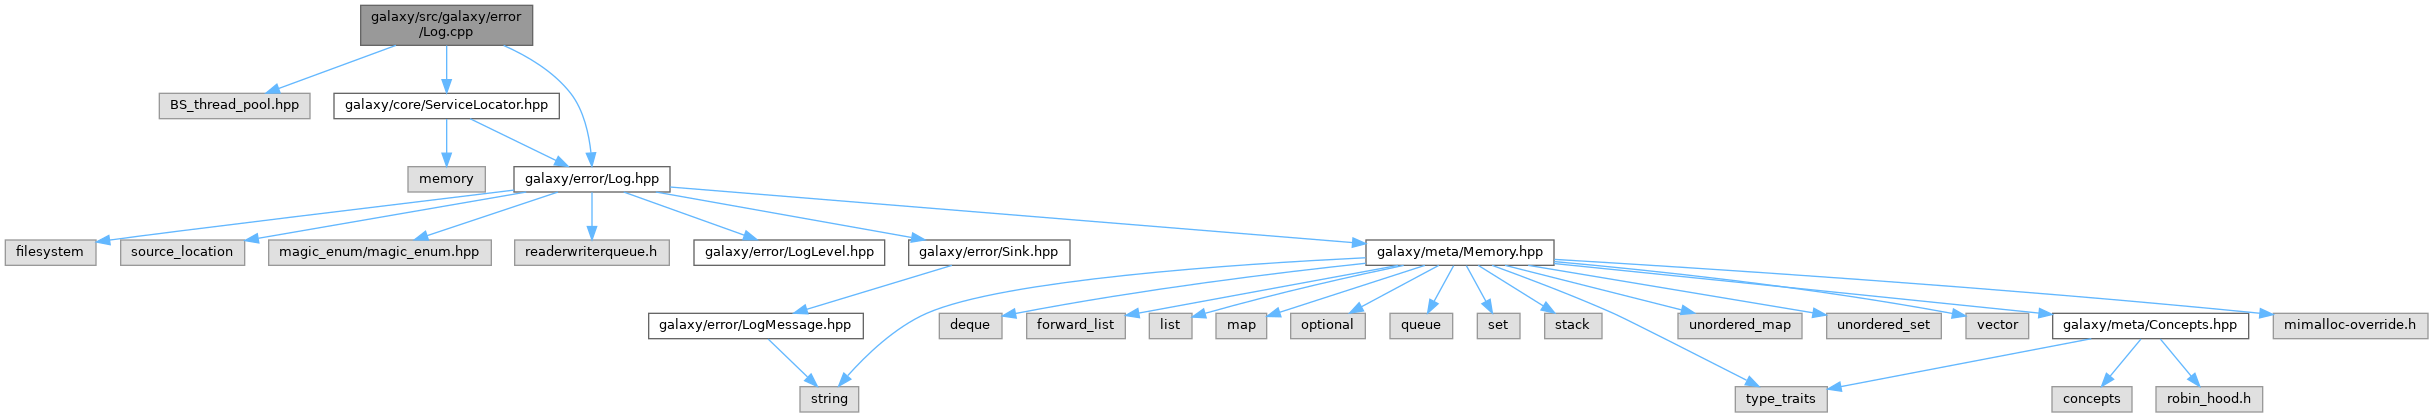 galaxy/src/galaxy/error
/Log.cpp
BS_thread_pool.hpp
galaxy/core/ServiceLocator.hpp
memory
galaxy/error/Log.hpp
filesystem
source_location
magic_enum/magic_enum.hpp
readerwriterqueue.h
galaxy/error/LogLevel.hpp
galaxy/error/Sink.hpp
galaxy/meta/Memory.hpp
galaxy/error/LogMessage.hpp
deque
forward_list
list
map
optional
queue
set
stack
unordered_map
unordered_set
vector
galaxy/meta/Concepts.hpp
mimalloc-override.h
string
type_traits
concepts
robin_hood.h